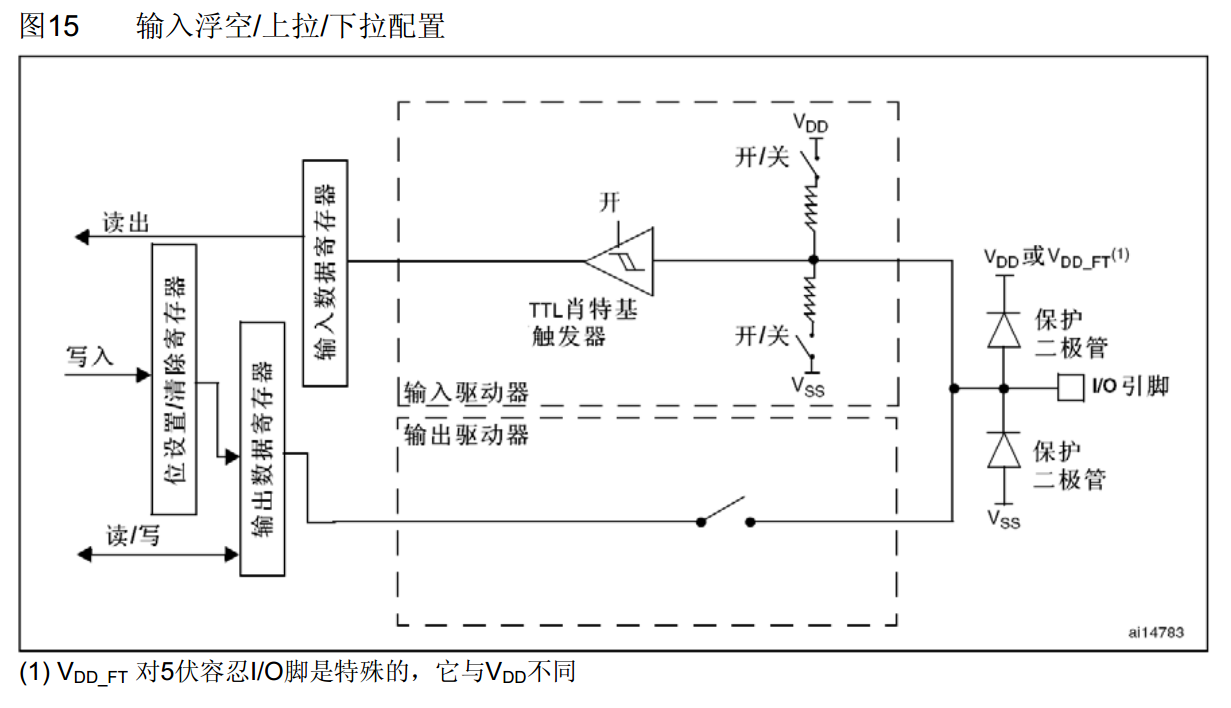 图15 输入浮空/上拉/下拉配置
VDD
开/关
开
读出
输入数据寄存器
TTL肖特基
触发器
VDD或VDD_FT(1)
保护
二极管
开/关
VSS
I/O引脚
写入
位设置/清除寄存器
输入驱动器
输出驱动器
输出数据寄存器
保护
二极管
VSS
读/写
ai14783
(1) VDD_FT 对5伏容忍I/O脚是特殊的，它与VDD不同